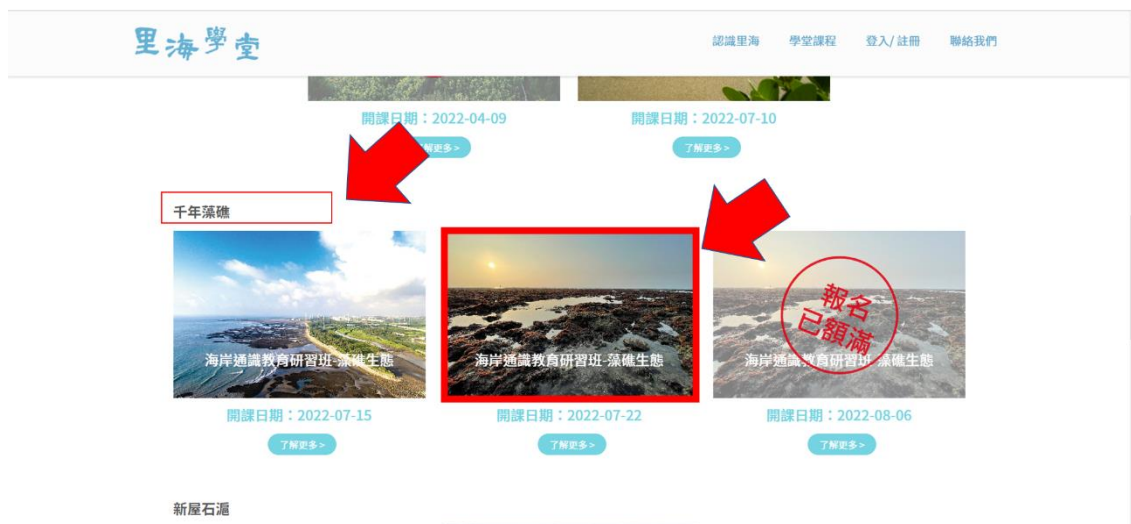 里海學堂
認識里海 學堂課程 登入/註冊 聯絡我們
開課日期：2022-04-09 開課日期：2022-07-10
解更多> 了解更多>
千年藻礁
海岸通識教育研習班-藻礁生態 海岸通識教育研習班-藻礁生態 海岸通識教育研習班-藻礁生態
報名
已額滿
開課日期：2022-07-15 開課日期：2022-07-22 開課日期：2022-08-06
了解更多> 了解更多> 了解更多>
新屋石滬